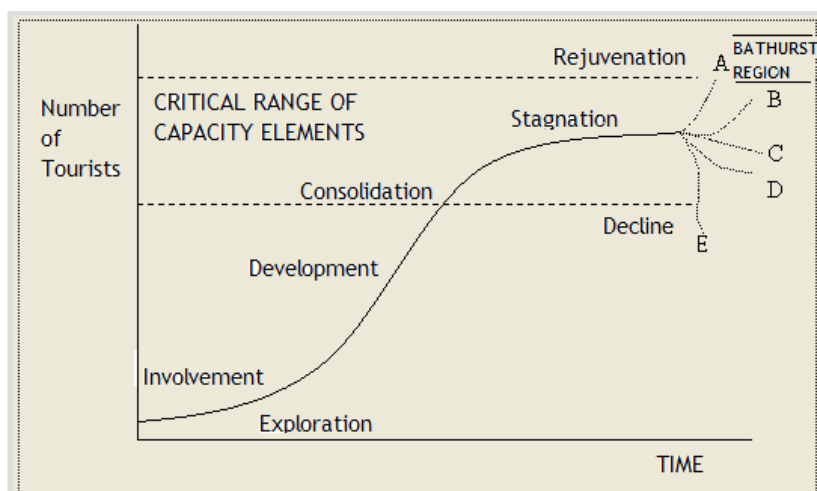 Rejuvenation
A
BATHURST
REGION
Number
of
Tourists
CRITICAL RANGE OF
CAPACITY ELEMENTS
B
Stagnation
C
Consolidation
D
Decline
E
Development
Involvement
Exploration
TIME